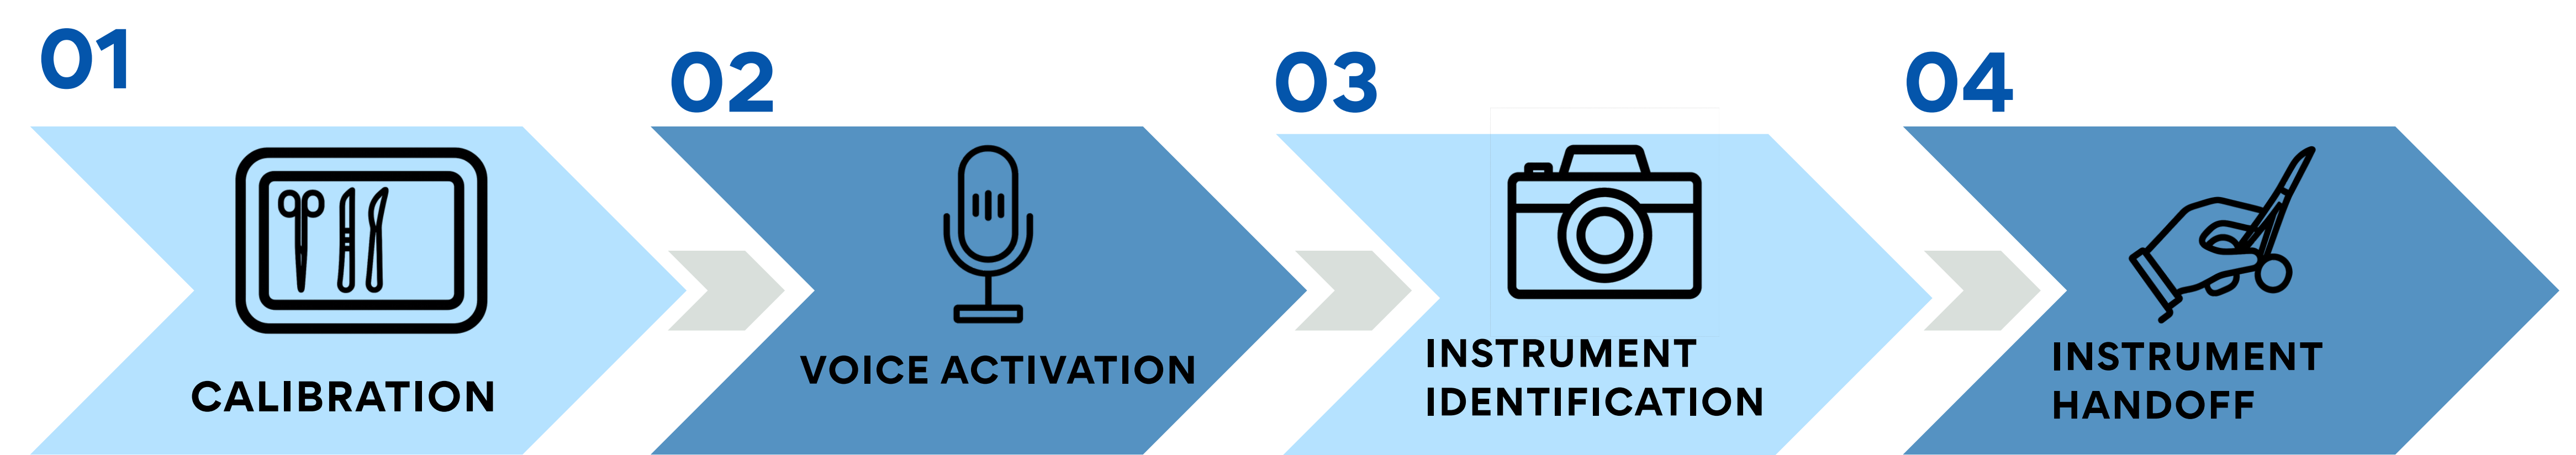 01
CALIBRATION
02
VOICE ACTIVATION
03
INSTRUMENT
IDENTIFICATION
04
INSTRUMENT
HANDOFF